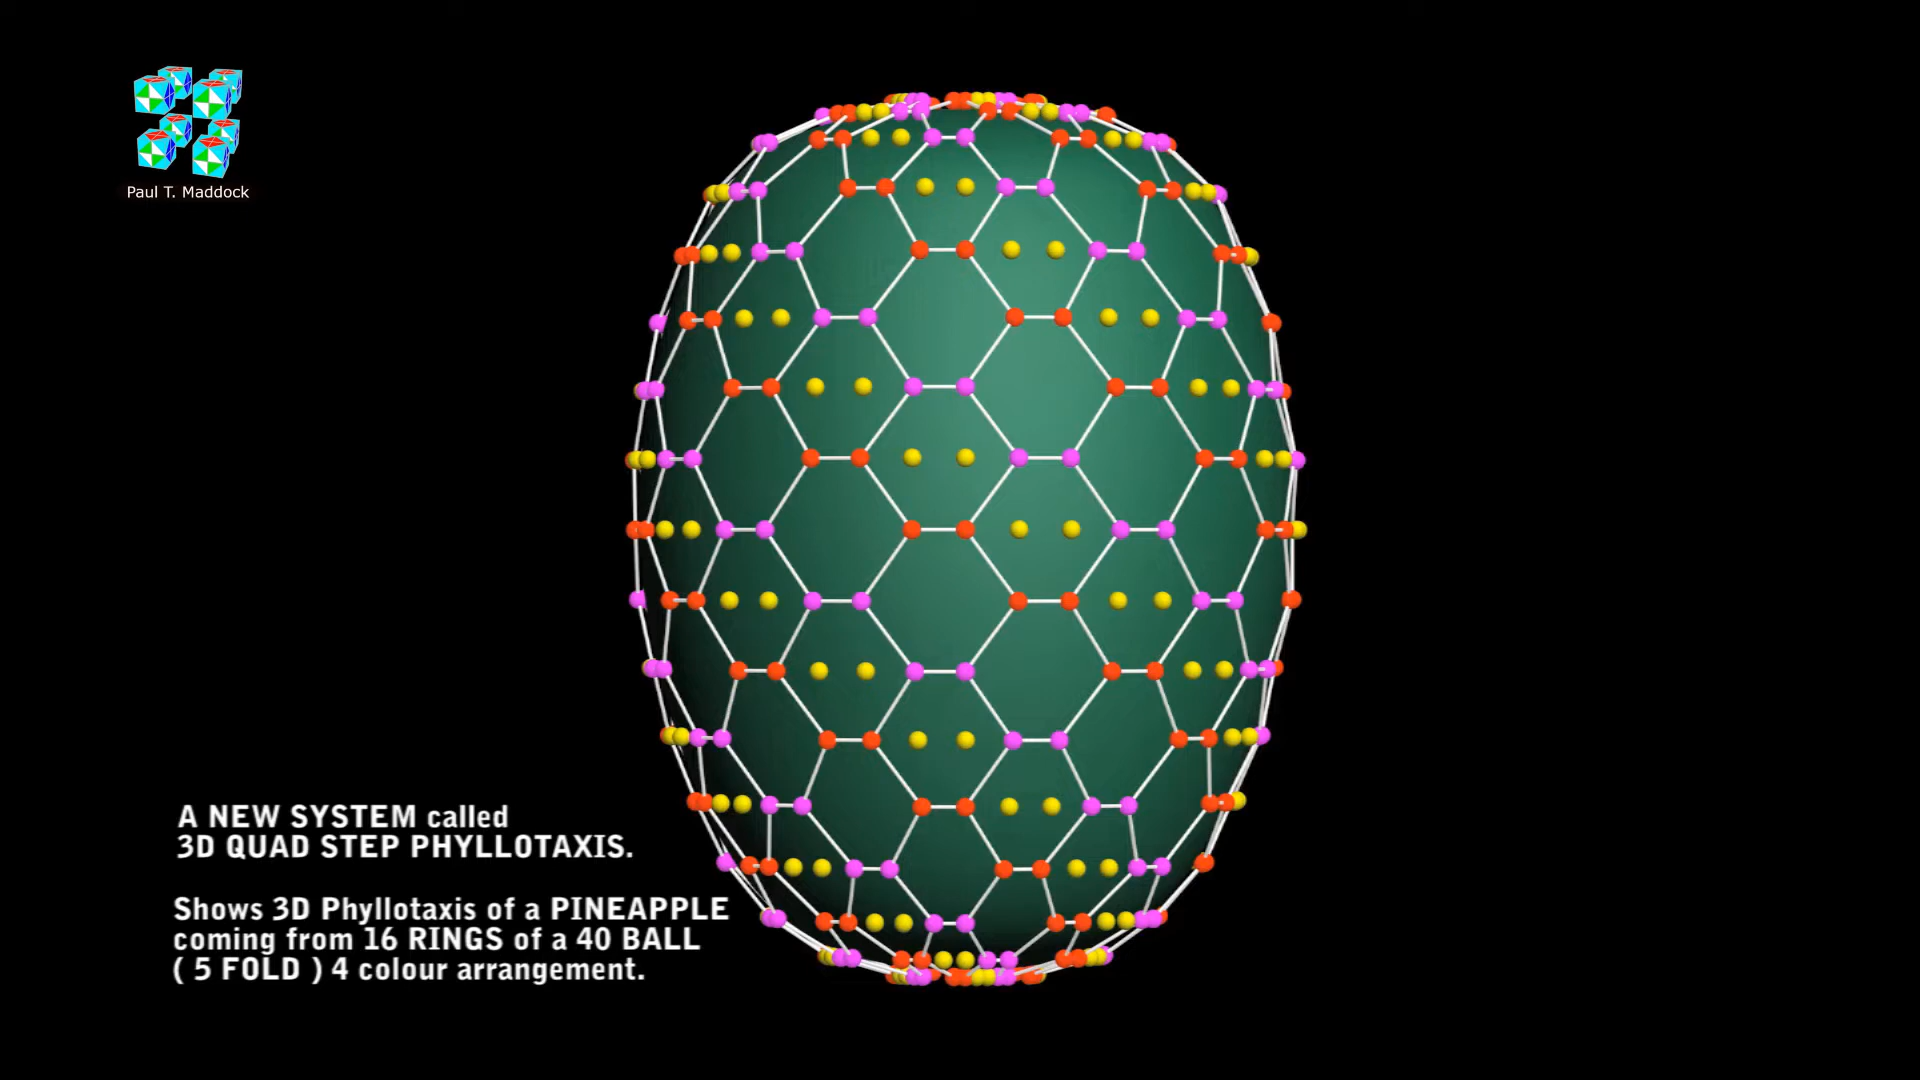 Paul T. Maddock
A NEW SYSTEM called
3D QUAD STEP PHYLLOTAXIS.
Shows 3D Phyllotaxis of a PINEAPPLE
coming from 16 RINGS of a 40 BALL
( 5 FOLD ) 4 colour arrangement.